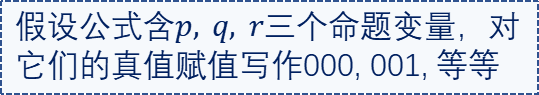 假设公式含p, q, r三个命题变量，对
它们的真值赋值写作000, 001, 等等